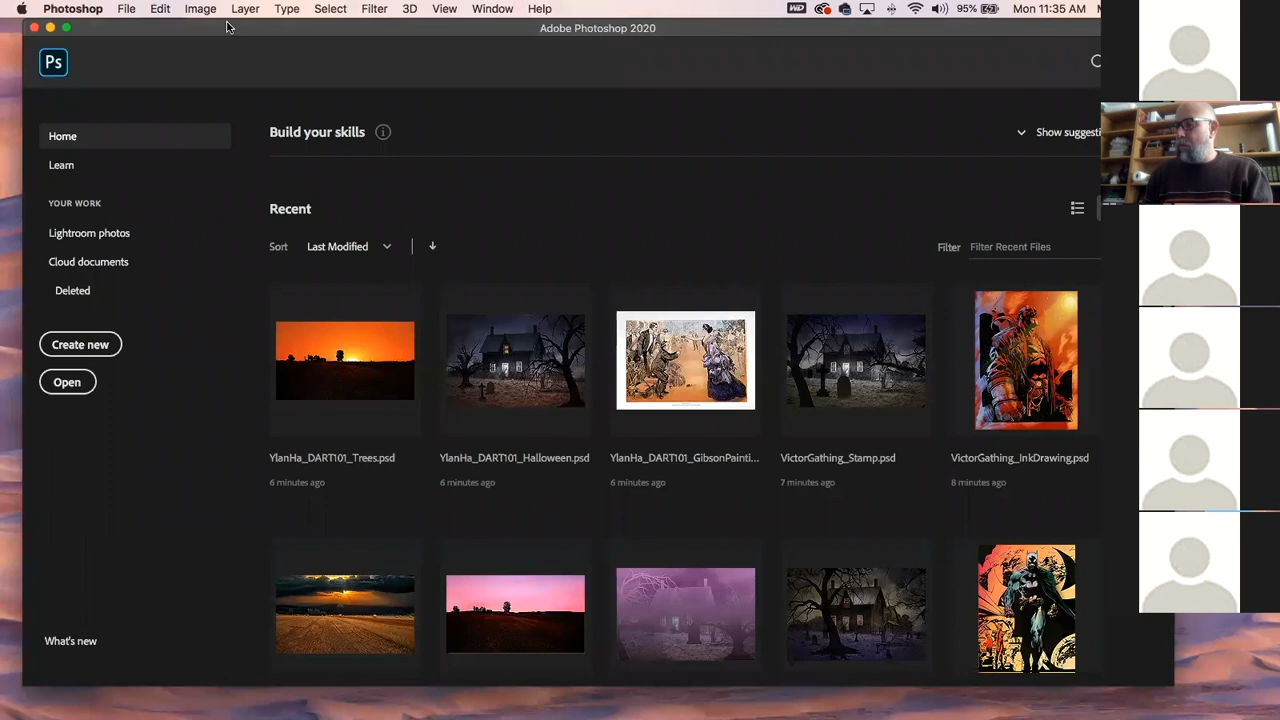 Photoshop File Edit Image Layer Type Select Filter 3D View Window Help 95% Mon 11:35 AM
Adobe Photoshop 2020
Ps
Home
Learn
YOUR WORK
Lightroom photos
Cloud documents
Deleted
Create new
Open
What's new
Build your skills
Show suggesti
Recent
Sort Last Modified
Filter Filter Recent Files
YlanHa_DART101_Trees.psd
6 minutes ago
YlanHa_DART101_Halloween.psd
6 minutes ago
YlanHa_DART101_GibsonPainti...
6 minutes ago
VictorGathing_Stamp.psd
7 minutes ago
VictorGathing_InkDrawing.psd
8 minutes ago